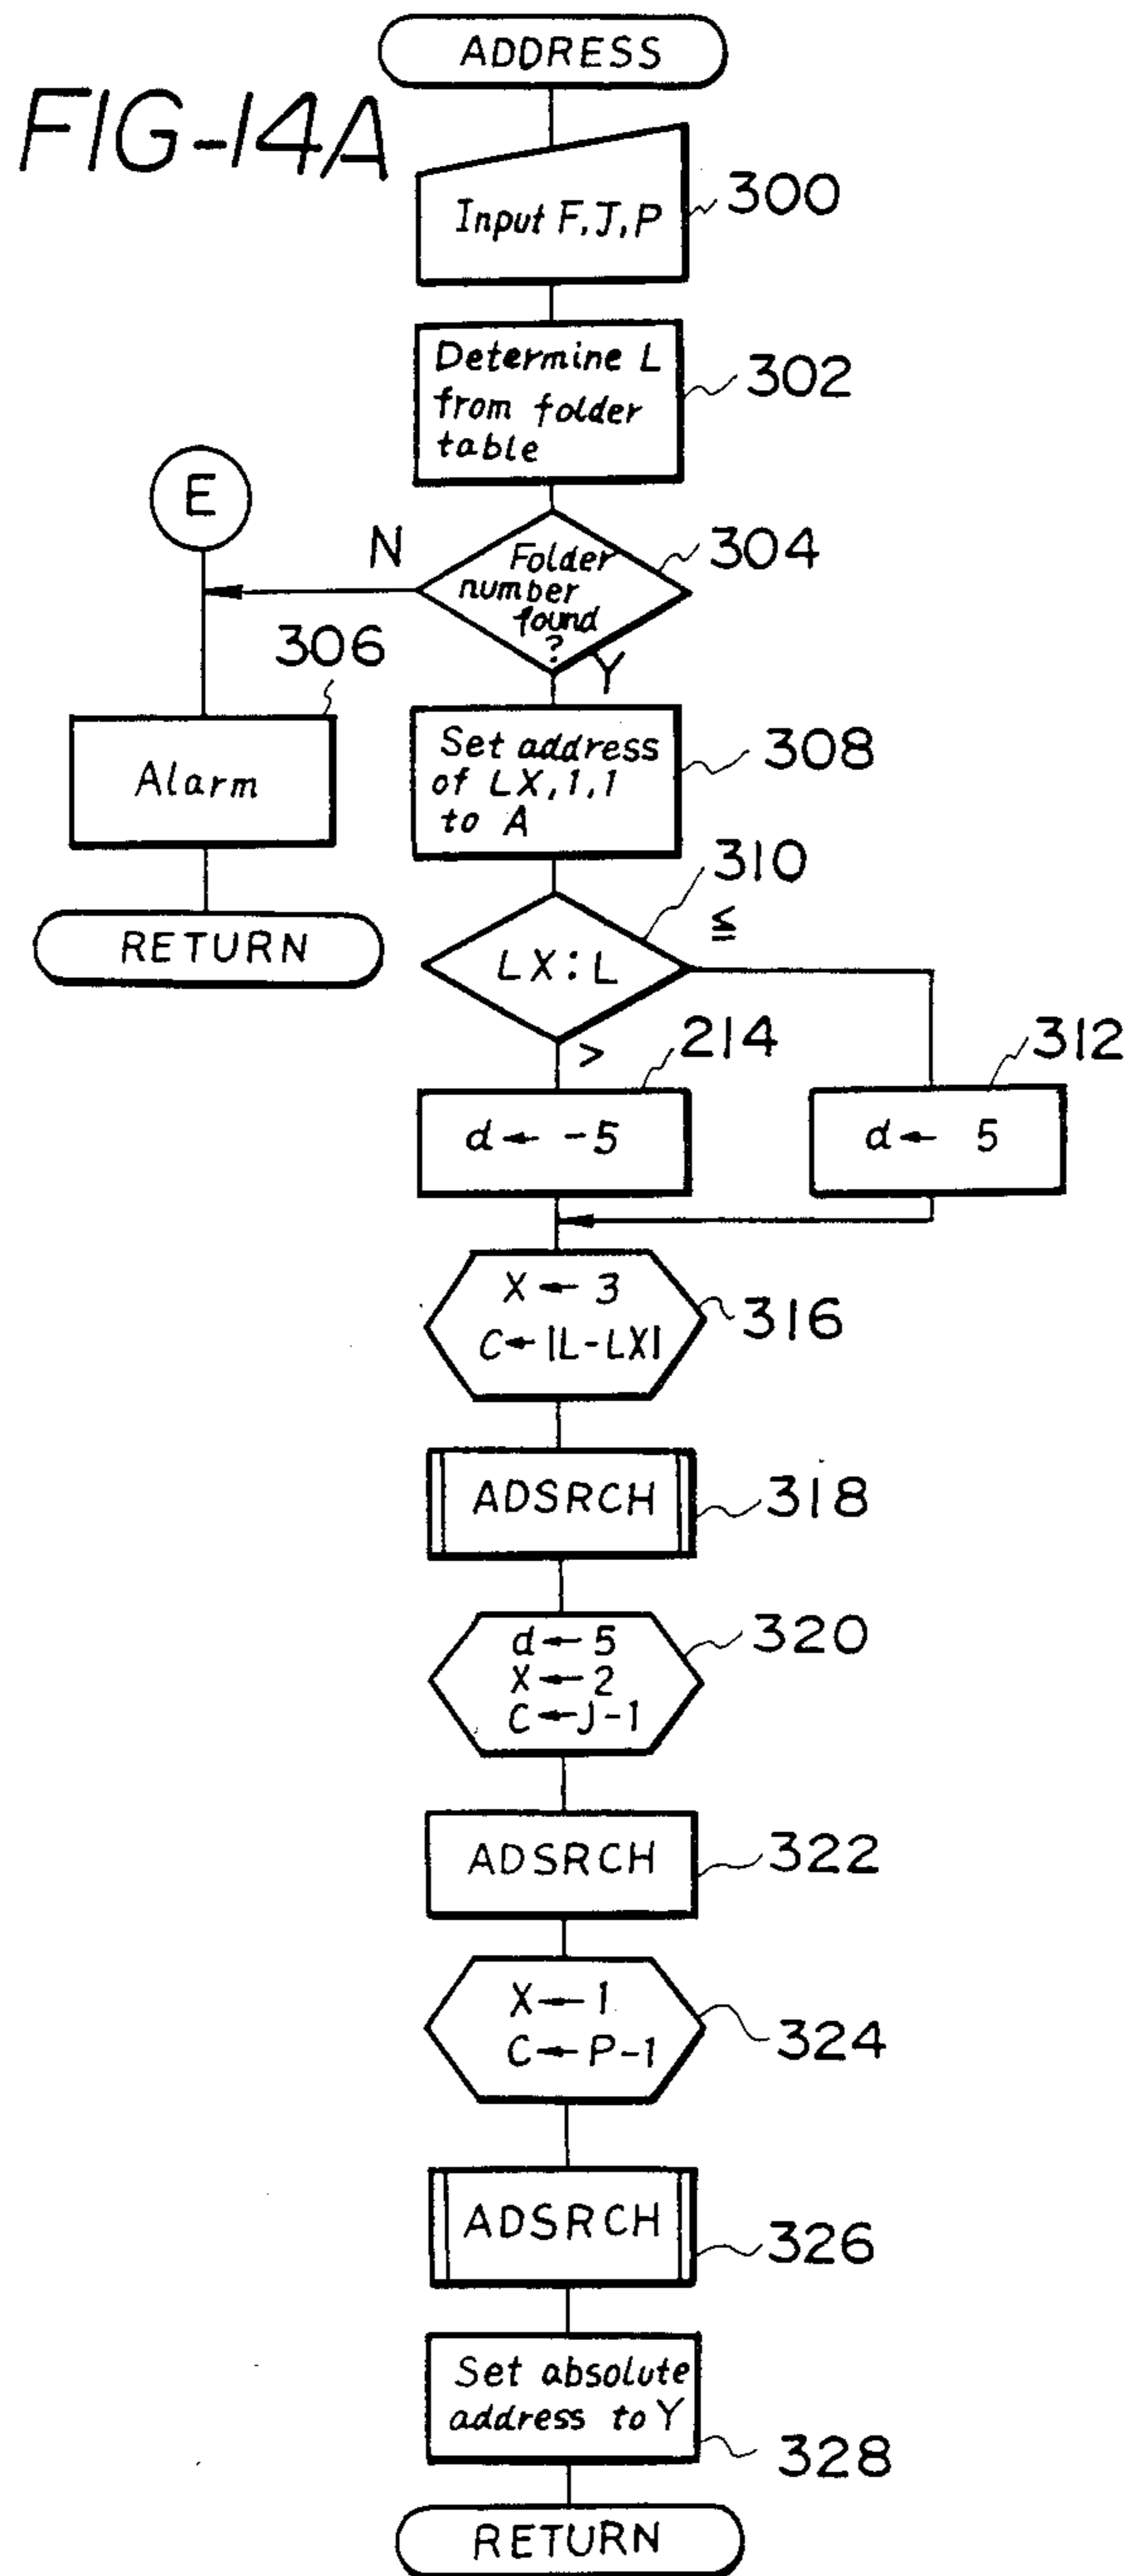 ADDRESS
FIG-14A
Input F, J, P
300
Determine L
from folder
table
302
E
N
Folder
number
found
?
304
Y
306
Alarm
RETURN
Set address
of LX, 1, 1
to A
308
310
LX : L
≦
>
214
d ← -5
312
d ← 5
X ← 3
C ← |L-LX|
316
ADSRCH
318
d ← 5
X ← 2
C ← J-1
320
ADSRCH
322
X ← 1
C ← P-1
324
ADSRCH
326
Set absolute
address to Y
328
RETURN